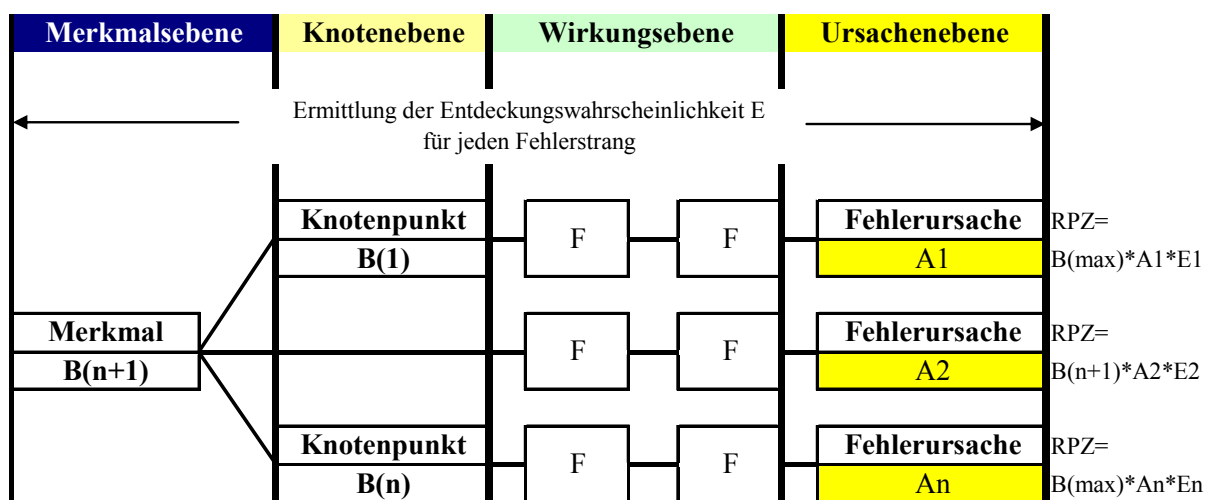 Merkmalsebene Knotenebene Wirkungsebene Ursachenebene
Ermittlung der Entdeckungswahrscheinlichkeit E
für jeden Fehlerstrang
Knotenpunkt F F Fehlerursache RPZ=
B(1) A1 B(max)*A1*E1
Merkmal F F Fehlerursache RPZ=
B(n+1) A2 B(n+1)*A2*E2
Knotenpunkt F F Fehlerursache RPZ=
B(n) An B(max)*An*En